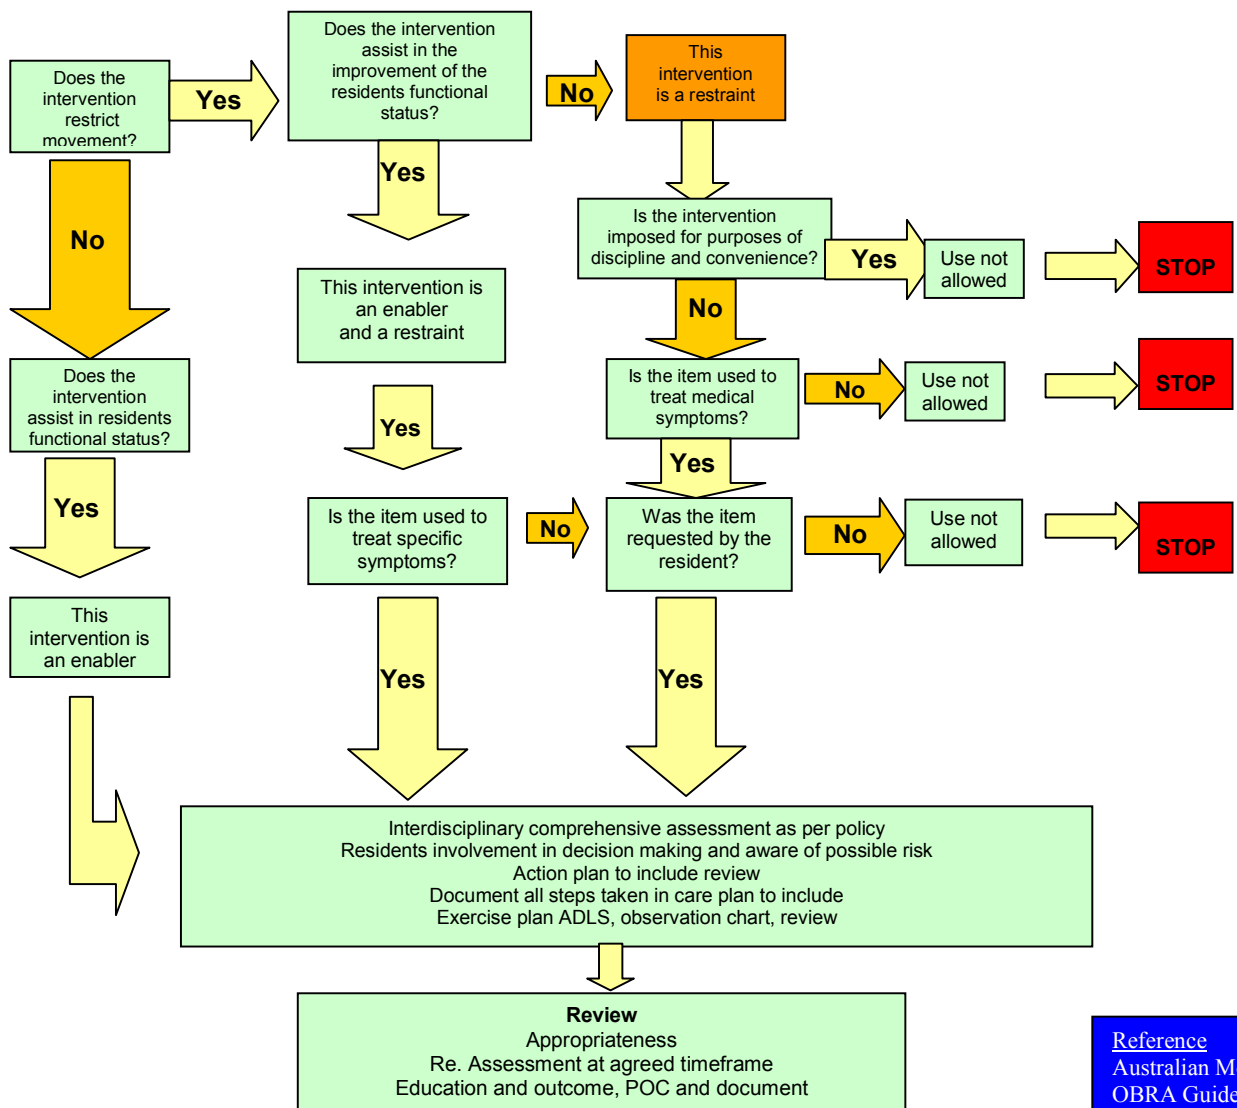 Does the
intervention
restrict
movement?
Yes
Does the intervention
assist in the
improvement of the
residents functional
status?
No
This
intervention
is a restraint
Yes
No
Is the intervention
imposed for purposes of
discipline and convenience?
Yes
Use not
allowed
STOP
This intervention is
an enabler
and a restraint
No
Does the
intervention
assist in residents
functional status?
Is the item used to
treat medical
symptoms?
No
Use not
allowed
STOP
Yes
Yes
Yes
Is the item used to
treat specific
symptoms?
No
Was the item
requested by the
resident?
No
Use not
allowed
STOP
This
intervention is
an enabler
Yes
Yes
Interdisciplinary comprehensive assessment as per policy
Residents involvement in decision making and aware of possible risk
Action plan to include review
Document all steps taken in care plan to include
Exercise plan ADLS, observation chart, review
Review
Appropriateness
Re. Assessment at agreed timeframe
Education and outcome, POC and document
Reference
Australian
OBRA